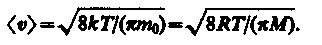 ⟨v⟩ = √8kT/(πm₀) = √8RT/(πM).